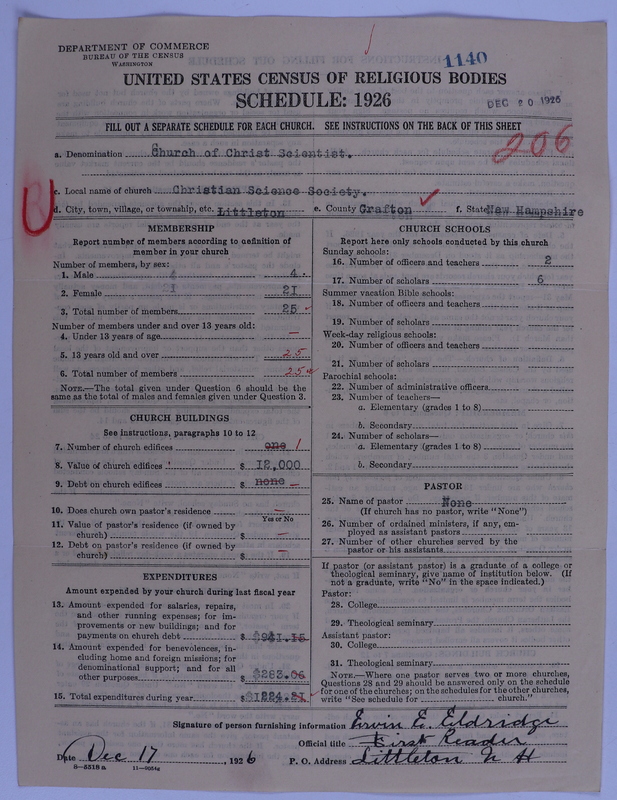 DEPARTMENT OF COMMERCE
BUREAU OF THE CENSUS
WASHINGTON
1140
UNITED STATES CENSUS OF RELIGIOUS BODIES
SCHEDULE: 1926
DEC 20 1926
FILL OUT A SEPARATE SCHEDULE FOR EACH CHURCH. SEE INSTRUCTIONS ON THE BACK OF THIS SHEET
206
a. Denomination Church of Christ Scientist.
c. Local name of church Christian Science Society.
d. City, town, village, or township, etc. Littleton e. County Grafton f. State New Hampshire
MEMBERSHIP
Report number of members according to definition of
member in your church
Number of members, by sex:
1. Male 4 4.
2. Female 21 21
3. Total number of members 25
Number of members under and over 13 years old:
4. Under 13 years of age —
5. 13 years old and over 25
6. Total number of members 25
NOTE.—The total given under Question 6 should be the
same as the total of males and females given under Question 3.
CHURCH BUILDINGS
See instructions, paragraphs 10 to 12
7. Number of church edifices one 1
8. Value of church edifices $ 12,000
9. Debt on church edifices $ none —
10. Does church own pastor's residence —
Yes or No
11. Value of pastor's residence (if owned by
church) $ —
12. Debt on pastor's residence (if owned by
church) $ —
EXPENDITURES
Amount expended by your church during last fiscal year
13. Amount expended for salaries, repairs,
and other running expenses; for im-
provements or new buildings; and for
payments on church debt $ $941.15
14. Amount expended for benevolences, in-
cluding home and foreign missions; for
denominational support; and for all
other purposes $ $283.06
15. Total expenditures during year $ $1224.21
CHURCH SCHOOLS
Report here only schools conducted by this church
Sunday schools:
16. Number of officers and teachers 2
17. Number of scholars 6
Summer vacation Bible schools:
18. Number of officers and teachers
19. Number of scholars
Week-day religious schools:
20. Number of officers and teachers
21. Number of scholars
Parochial schools:
22. Number of administrative officers
23. Number of teachers—
a. Elementary (grades 1 to 8)
b. Secondary
24. Number of scholars—
a. Elementary (grades 1 to 8)
b. Secondary
PASTOR
25. Name of pastor None
(If church has no pastor, write "None")
26. Number of ordained ministers, if any, em-
ployed as assistant pastors
27. Number of other churches served by the
pastor or his assistants
If pastor (or assistant pastor) is a graduate of a college or
theological seminary, give name of institution below. (If
not a graduate, write "No" in the space indicated.)
Pastor:
28. College
29. Theological seminary
Assistant pastor:
30. College
31. Theological seminary
NOTE.—Where one pastor serves two or more churches,
Questions 28 and 29 should be answered only on the schedule
for one of the churches; on the schedules for the other churches,
write "See schedule for church."
Signature of person furnishing information Ervin E. Eldridge
Official title First Reader
Date Dec 17, 1926 P. O. Address Littleton N H
8—5518 a 11—9654a